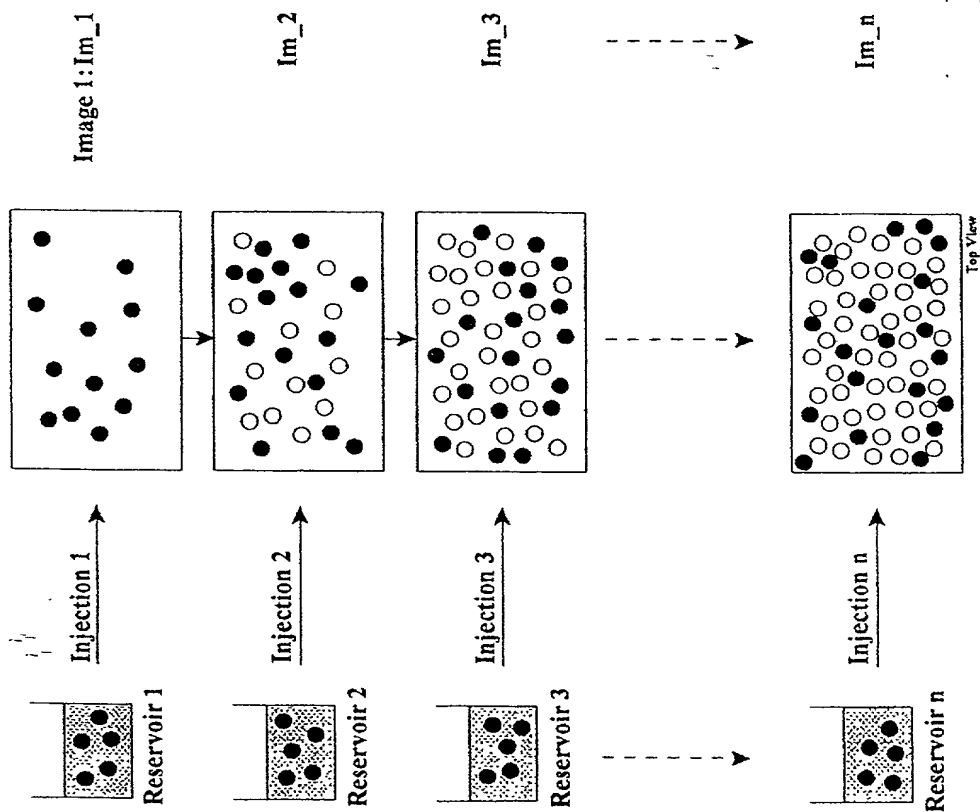 Reservoir 1
Injection 1
Image 1:Im_1
Reservoir 2
Injection 2
Im_2
Reservoir 3
Injection 3
Im_3
Reservoir n
Injection n
Im_n
Top View